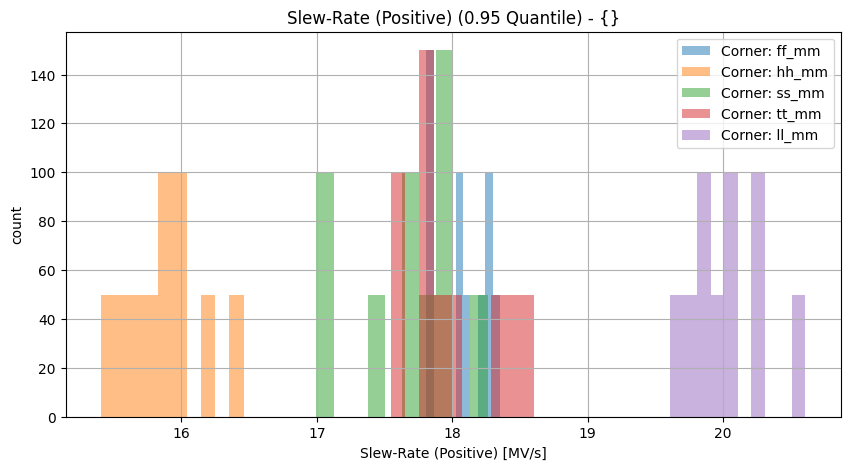 Slew-Rate (Positive) (0.95 Quantile) - {}
Corner: ff_mm
Corner: hh_mm
Corner: ss_mm
Corner: tt_mm
Corner: ll_mm
count
140
120
100
80
60
40
20
0
16 17 18 19 20
Slew-Rate (Positive) [MV/s]